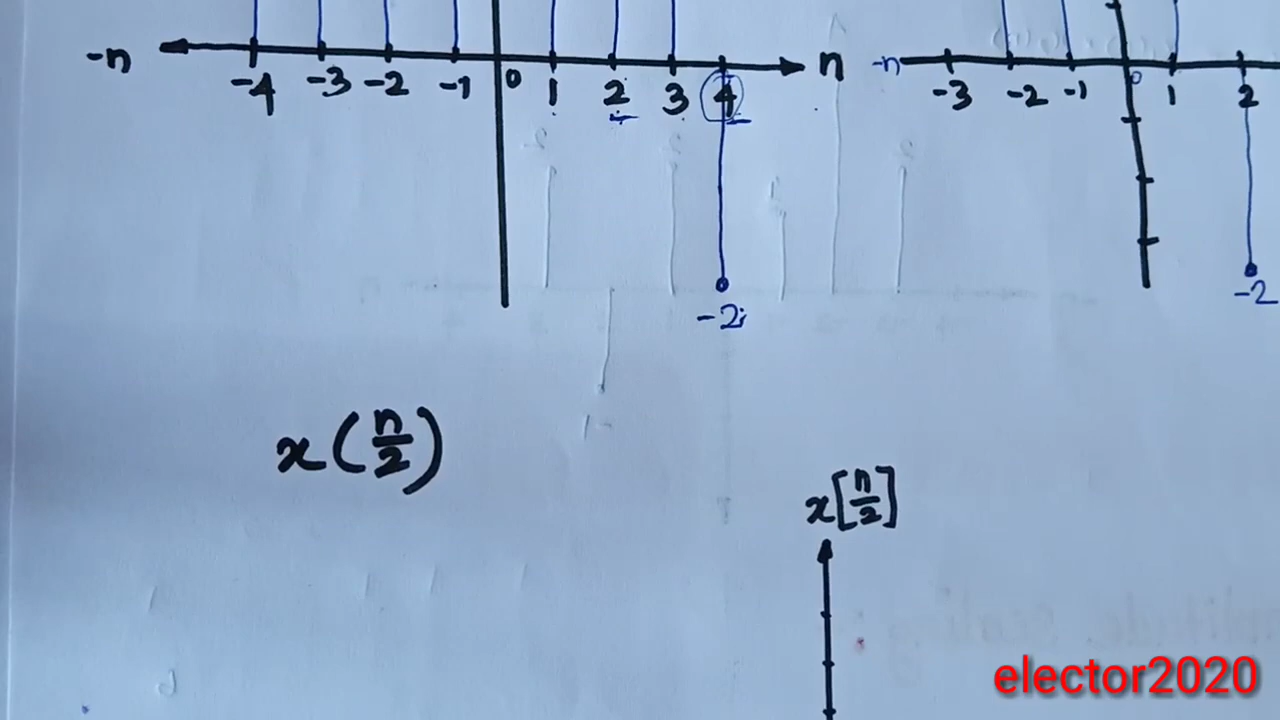 -n -4 -3 -2 -1 0 1 2 3 4 n
-n -3 -2 -1 0 1 2
-2
-2
x(n/2)
x[n/2]
elector2020